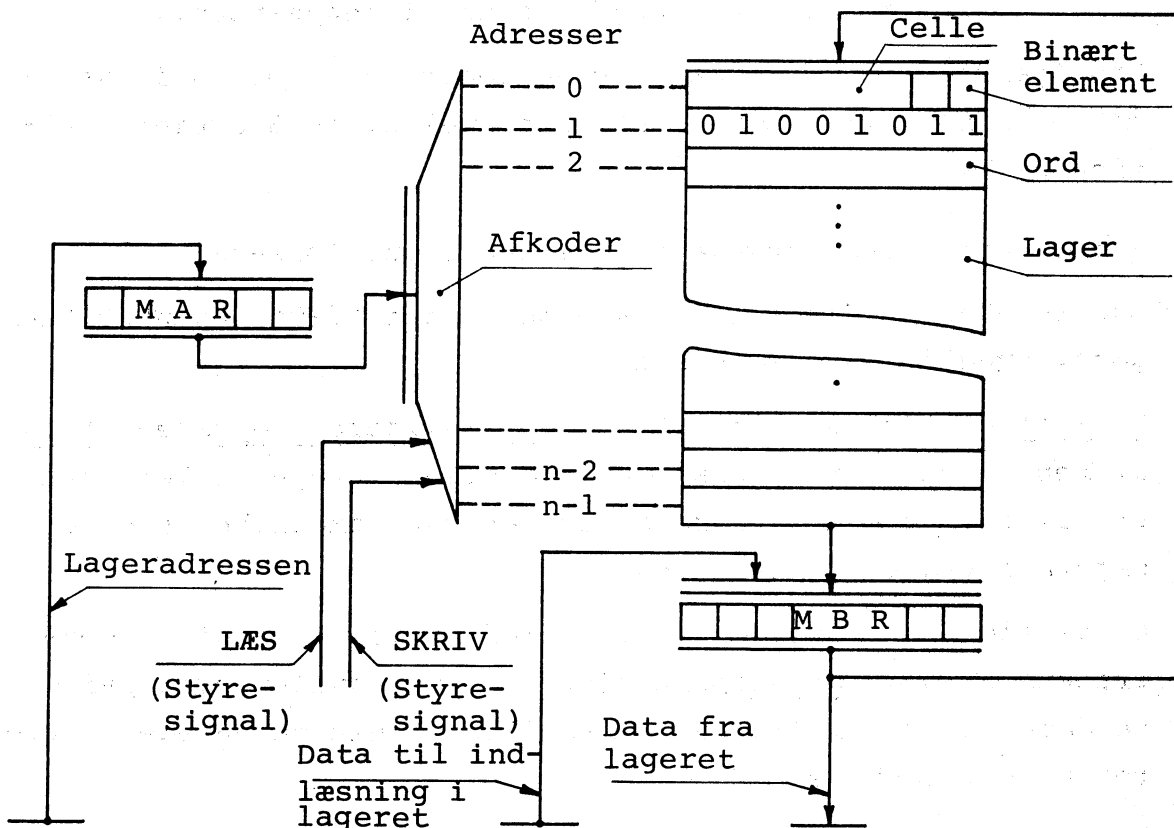 Adresser
Celle
Binært
element
0
1
0 1 0 0 1 0 1 1
2
Ord
Afkoder
Lager
M A R
n-2
n-1
Lageradressen
M B R
LÆS
SKRIV
(Styre-
signal)
(Styre-
signal)
Data fra
lageret
Data til ind-
læsning i
lageret